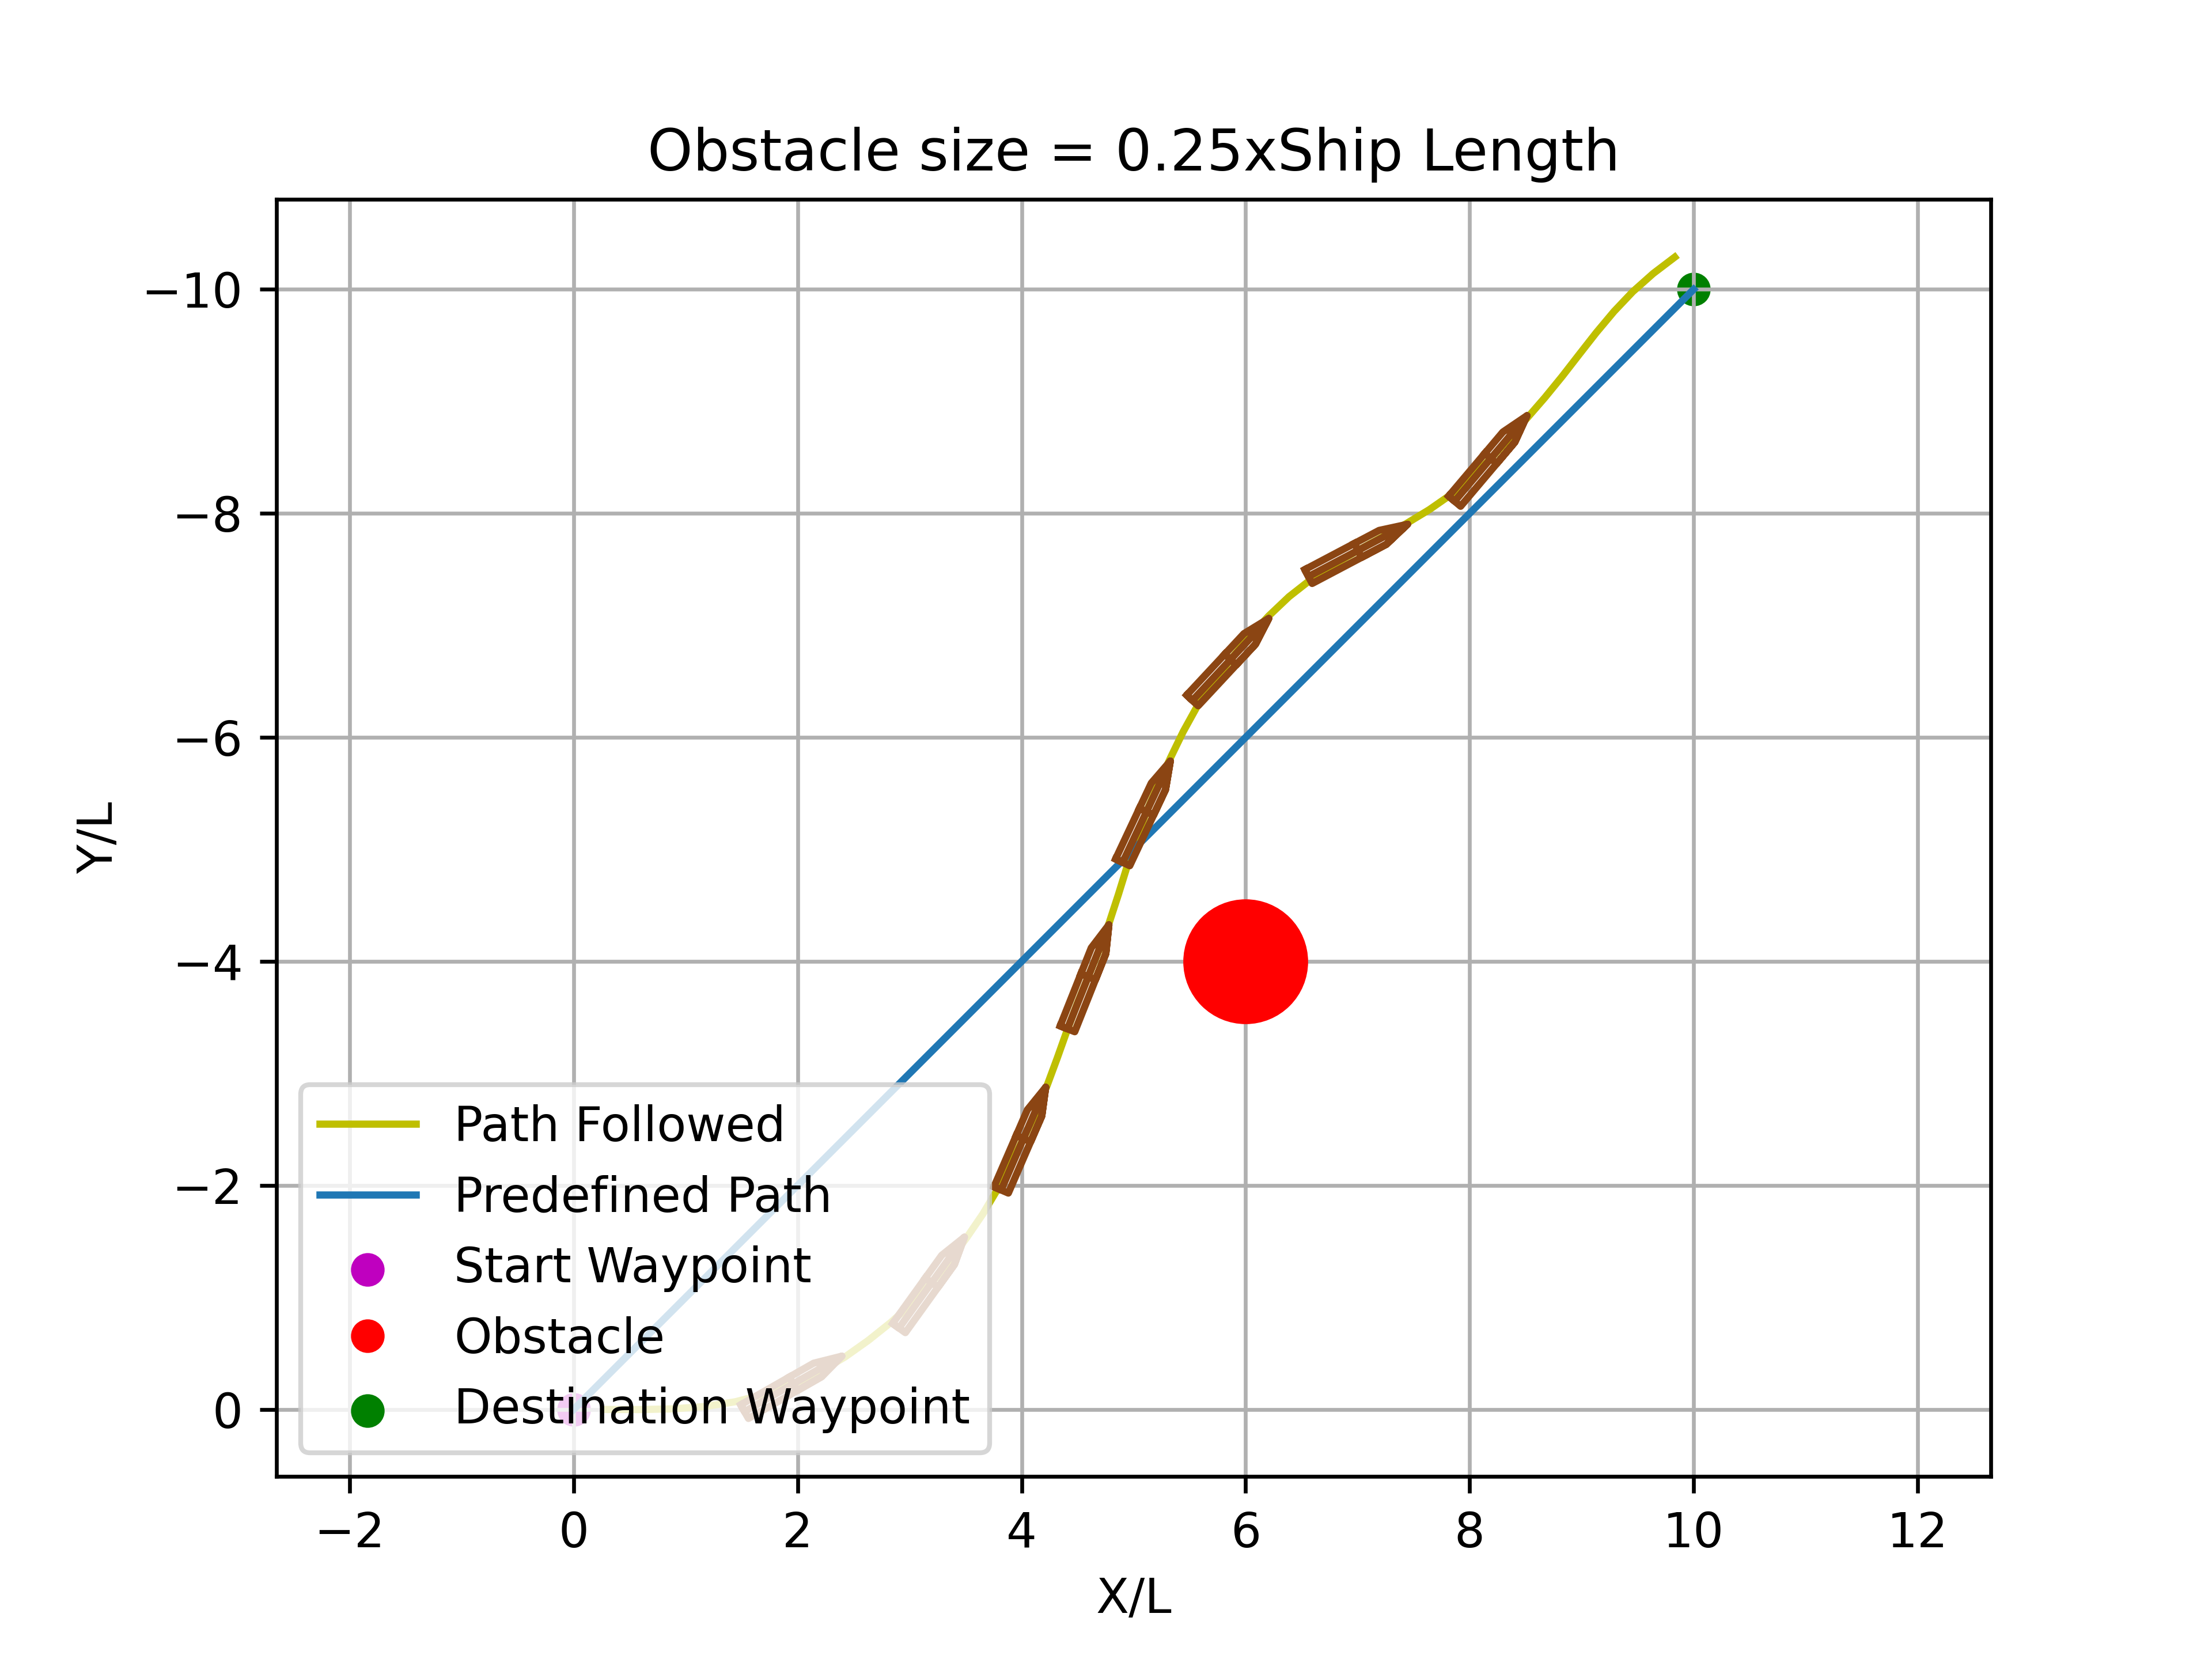 Obstacle size = 0.25xShip Length
−10
−8
−6
−4
−2
0
Y/L
Path Followed
Predefined Path
Start Waypoint
Obstacle
Destination Waypoint
−2 0 2 4 6 8 10 12
X/L